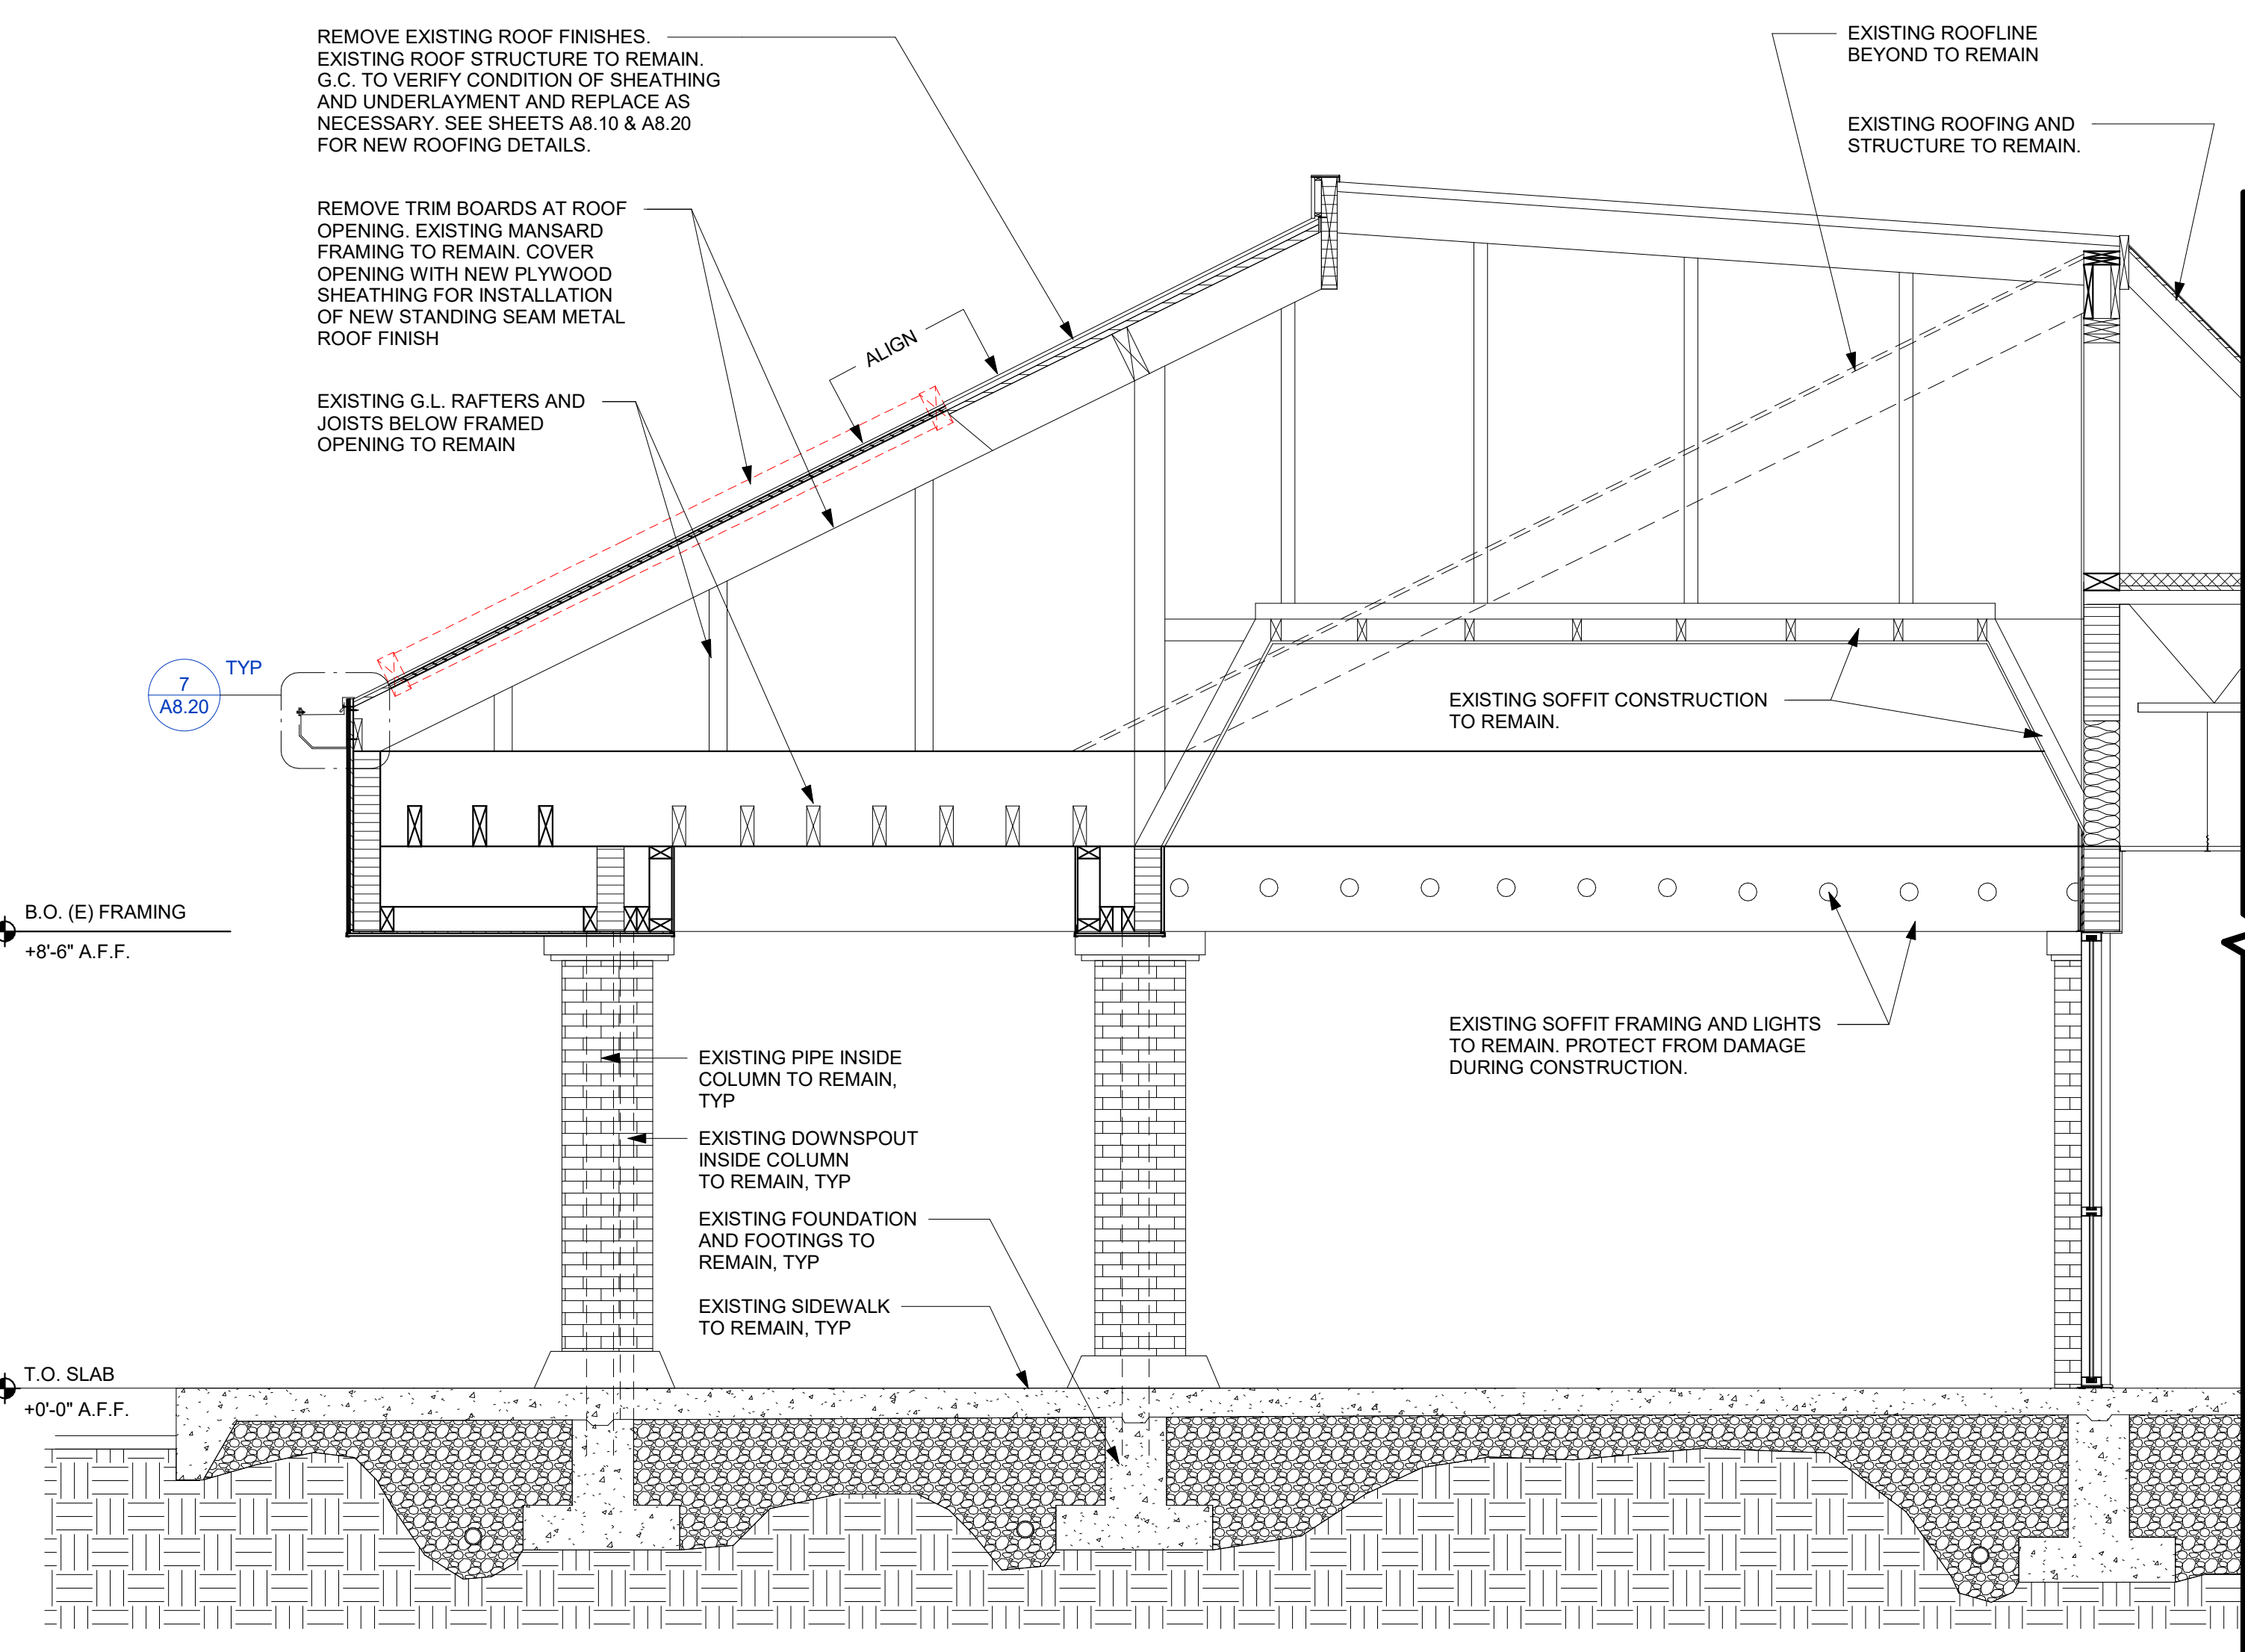 REMOVE EXISTING ROOF FINISHES.
EXISTING ROOF STRUCTURE TO REMAIN.
G.C. TO VERIFY CONDITION OF SHEATHING
AND UNDERLAYMENT AND REPLACE AS
NECESSARY. SEE SHEETS A8.10 & A8.20
FOR NEW ROOFING DETAILS.
EXISTING ROOFLINE
BEYOND TO REMAIN
EXISTING ROOFING AND
STRUCTURE TO REMAIN.
REMOVE TRIM BOARDS AT ROOF
OPENING. EXISTING MANSARD
FRAMING TO REMAIN. COVER
OPENING WITH NEW PLYWOOD
SHEATHING FOR INSTALLATION
OF NEW STANDING SEAM METAL
ROOF FINISH
ALIGN
EXISTING G.L. RAFTERS AND
JOISTS BELOW FRAMED
OPENING TO REMAIN
7
A8.20
TYP
EXISTING SOFFIT CONSTRUCTION
TO REMAIN.
B.O. (E) FRAMING
+8'-6" A.F.F.
EXISTING SOFFIT FRAMING AND LIGHTS
TO REMAIN. PROTECT FROM DAMAGE
DURING CONSTRUCTION.
EXISTING PIPE INSIDE
COLUMN TO REMAIN,
TYP
EXISTING DOWNSPOUT
INSIDE COLUMN
TO REMAIN, TYP
EXISTING FOUNDATION
AND FOOTINGS TO
REMAIN, TYP
EXISTING SIDEWALK
TO REMAIN, TYP
T.O. SLAB
+0'-0" A.F.F.